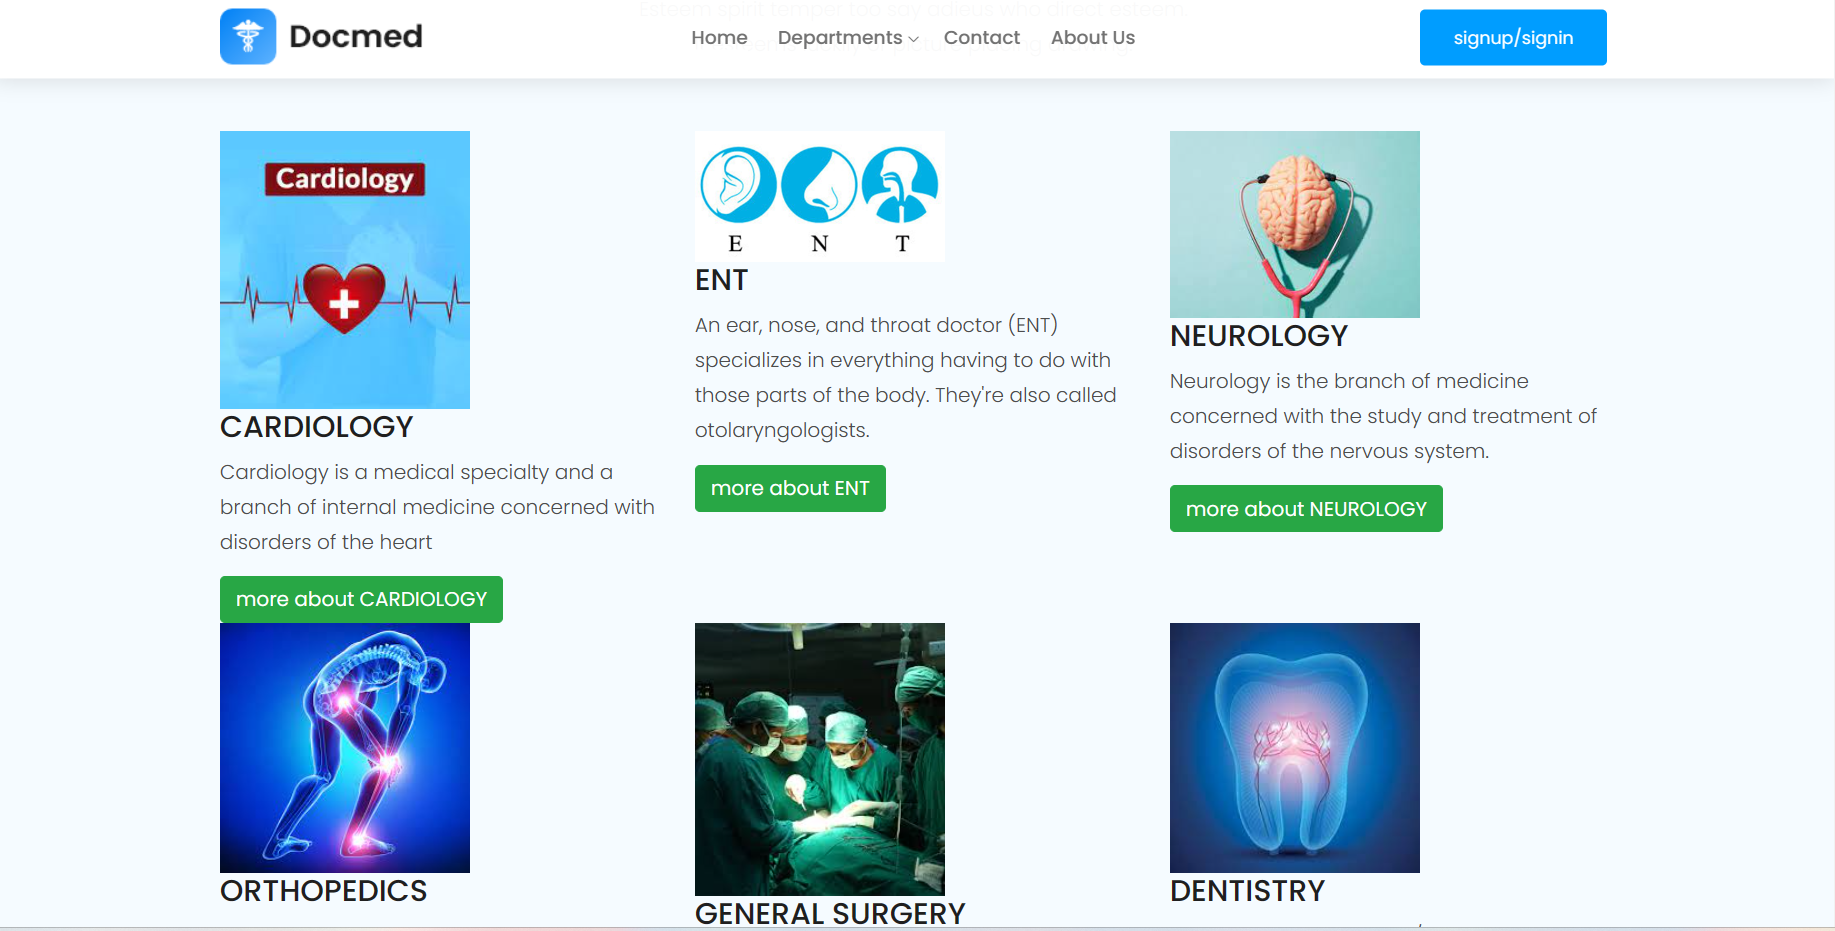 Esteem spirit temper too say adieus who direct esteem.
Docmed
Home Departments Contact About Us
signup/signin
Cardiology
E N T
CARDIOLOGY
Cardiology is a medical specialty and a
branch of internal medicine concerned with
disorders of the heart
more about CARDIOLOGY
ENT
An ear, nose, and throat doctor (ENT)
specializes in everything having to do with
those parts of the body. They're also called
otolaryngologists.
more about ENT
NEUROLOGY
Neurology is the branch of medicine
concerned with the study and treatment of
disorders of the nervous system.
more about NEUROLOGY
ORTHOPEDICS
GENERAL SURGERY
DENTISTRY